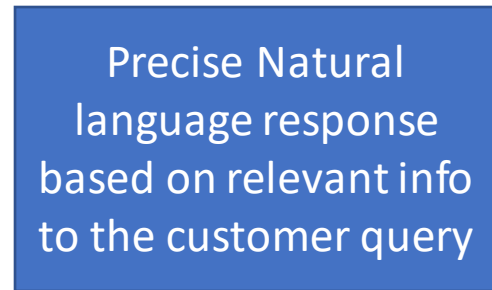 Precise Natural
language response
based on relevant info
to the customer query